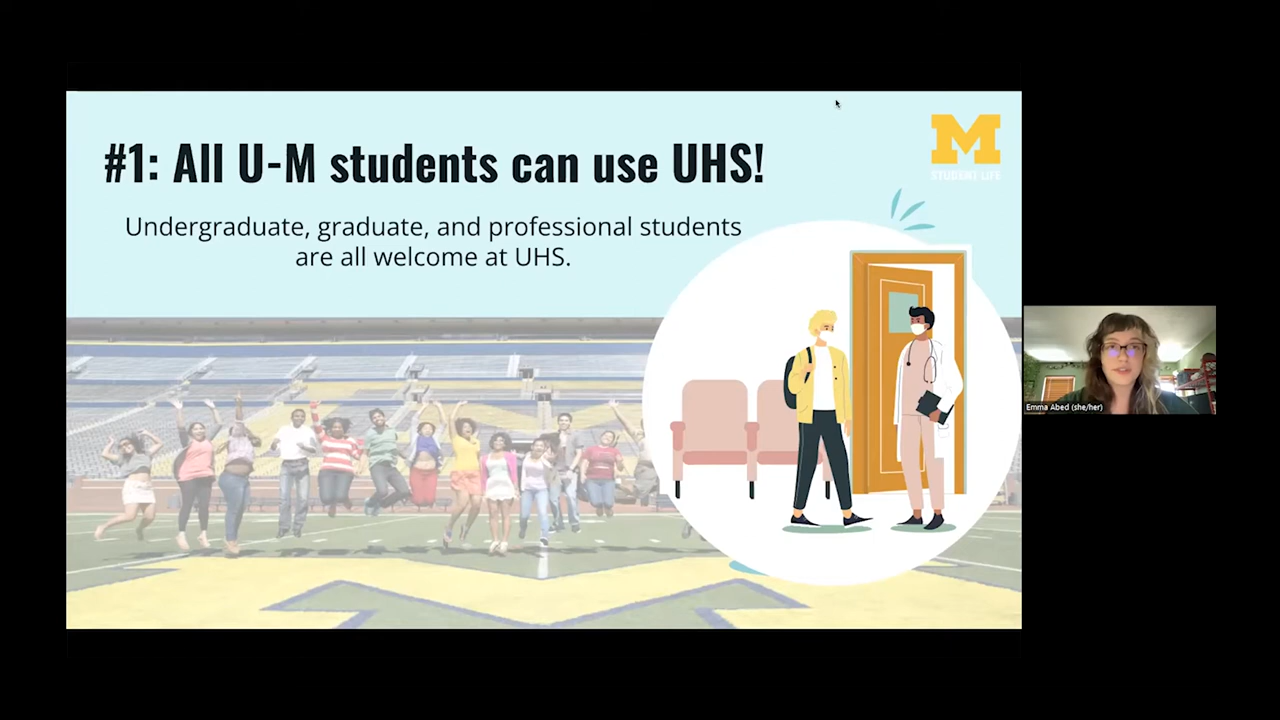 #1: All U-M students can use UHS!
Undergraduate, graduate, and professional students
are all welcome at UHS.
M
STUDENT LIFE
Emma Abed (she/her)